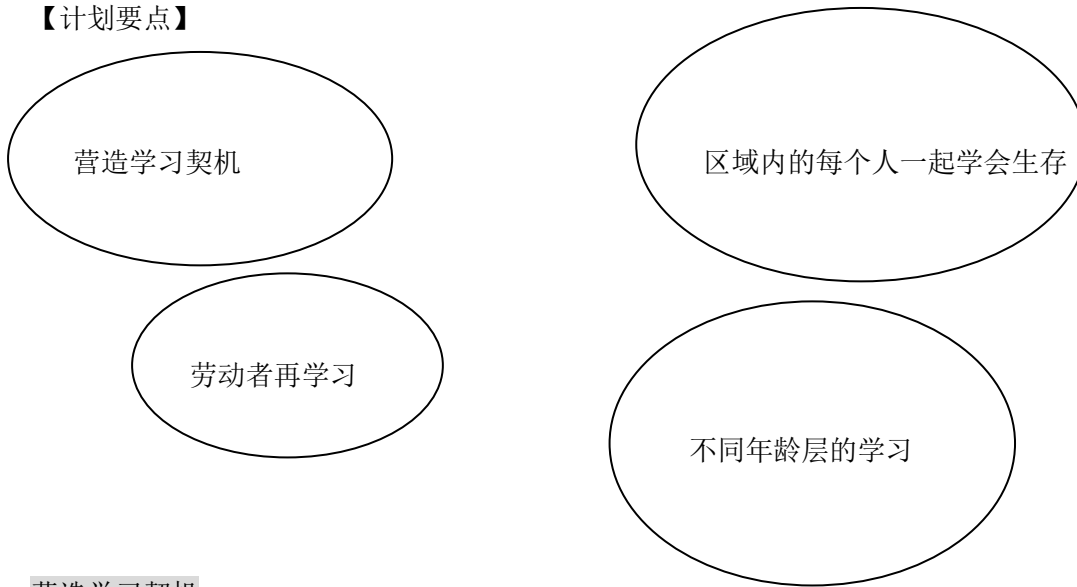 【计划要点】
营造学习契机
区域内的每个人一起学会生存
劳动者再学习
不同年龄层的学习
营造学习契机